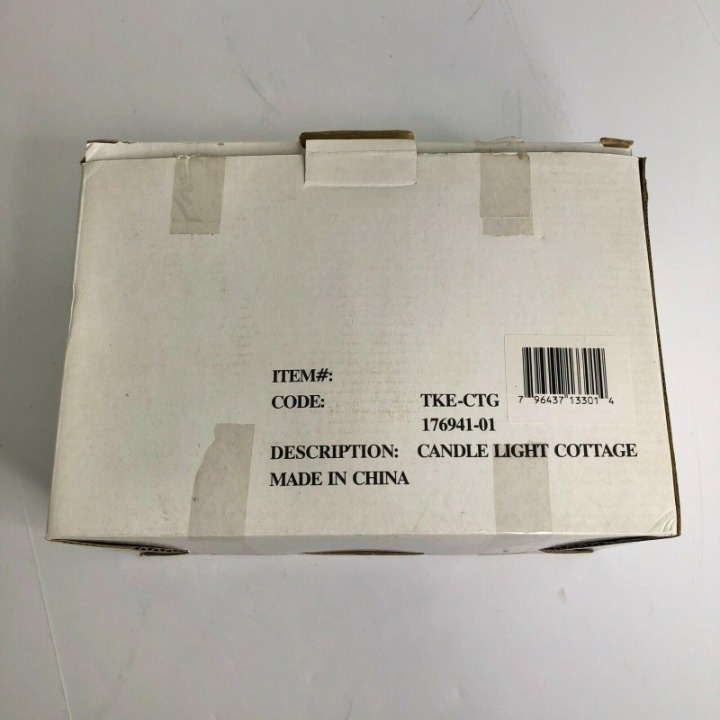 ITEM#:
CODE: TKE-CTG
176941-01
DESCRIPTION: CANDLE LIGHT COTTAGE
MADE IN CHINA
7 96437 13301 4